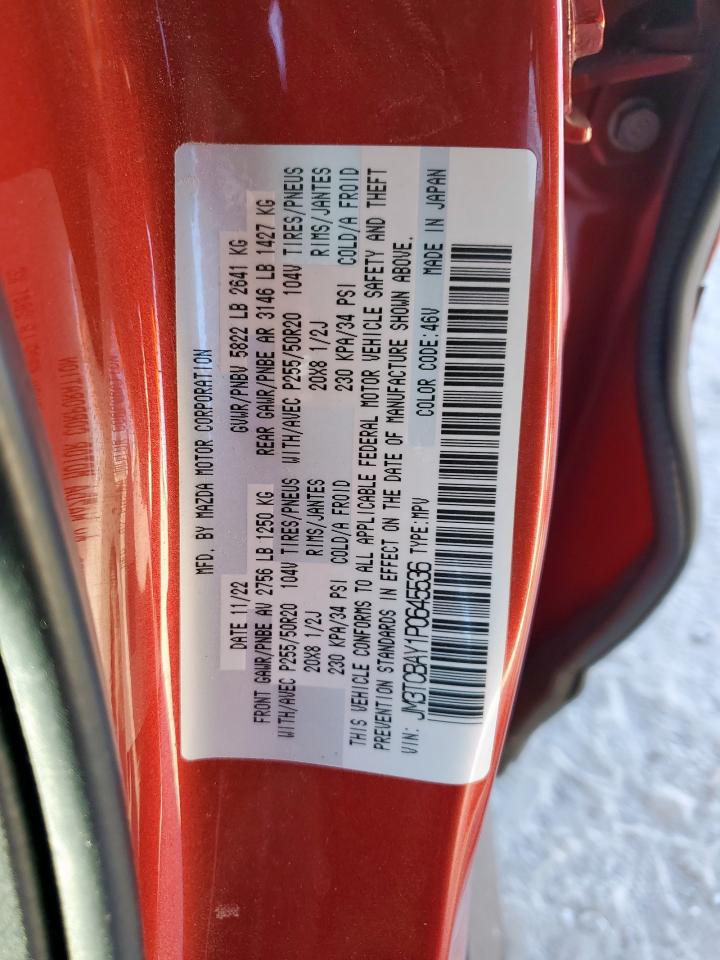 MFD. BY MAZDA MOTOR CORPORATION
DATE 11/22 GVWR/PNBV 5822 LB 2641 KG
FRONT GAWR/PNBE AV 2756 LB 1250 KG REAR GAWR/PNBE AR 3146 LB 1427 KG
WITH/AVEC P255/50R20 104V TIRES/PNEUS WITH/AVEC P255/50R20 104V TIRES/PNEUS
20X8 1/2J RIMS/JANTES 20X8 1/2J RIMS/JANTES
230 KPA/34 PSI COLD/A FROID 230 KPA/34 PSI COLD/A FROID
THIS VEHICLE CONFORMS TO ALL APPLICABLE FEDERAL MOTOR VEHICLE SAFETY AND THEFT
PREVENTION STANDARDS IN EFFECT ON THE DATE OF MANUFACTURE SHOWN ABOVE.
VIN: JM3TCBAY1P0645536 TYPE:MPV COLOR CODE:46V MADE IN JAPAN